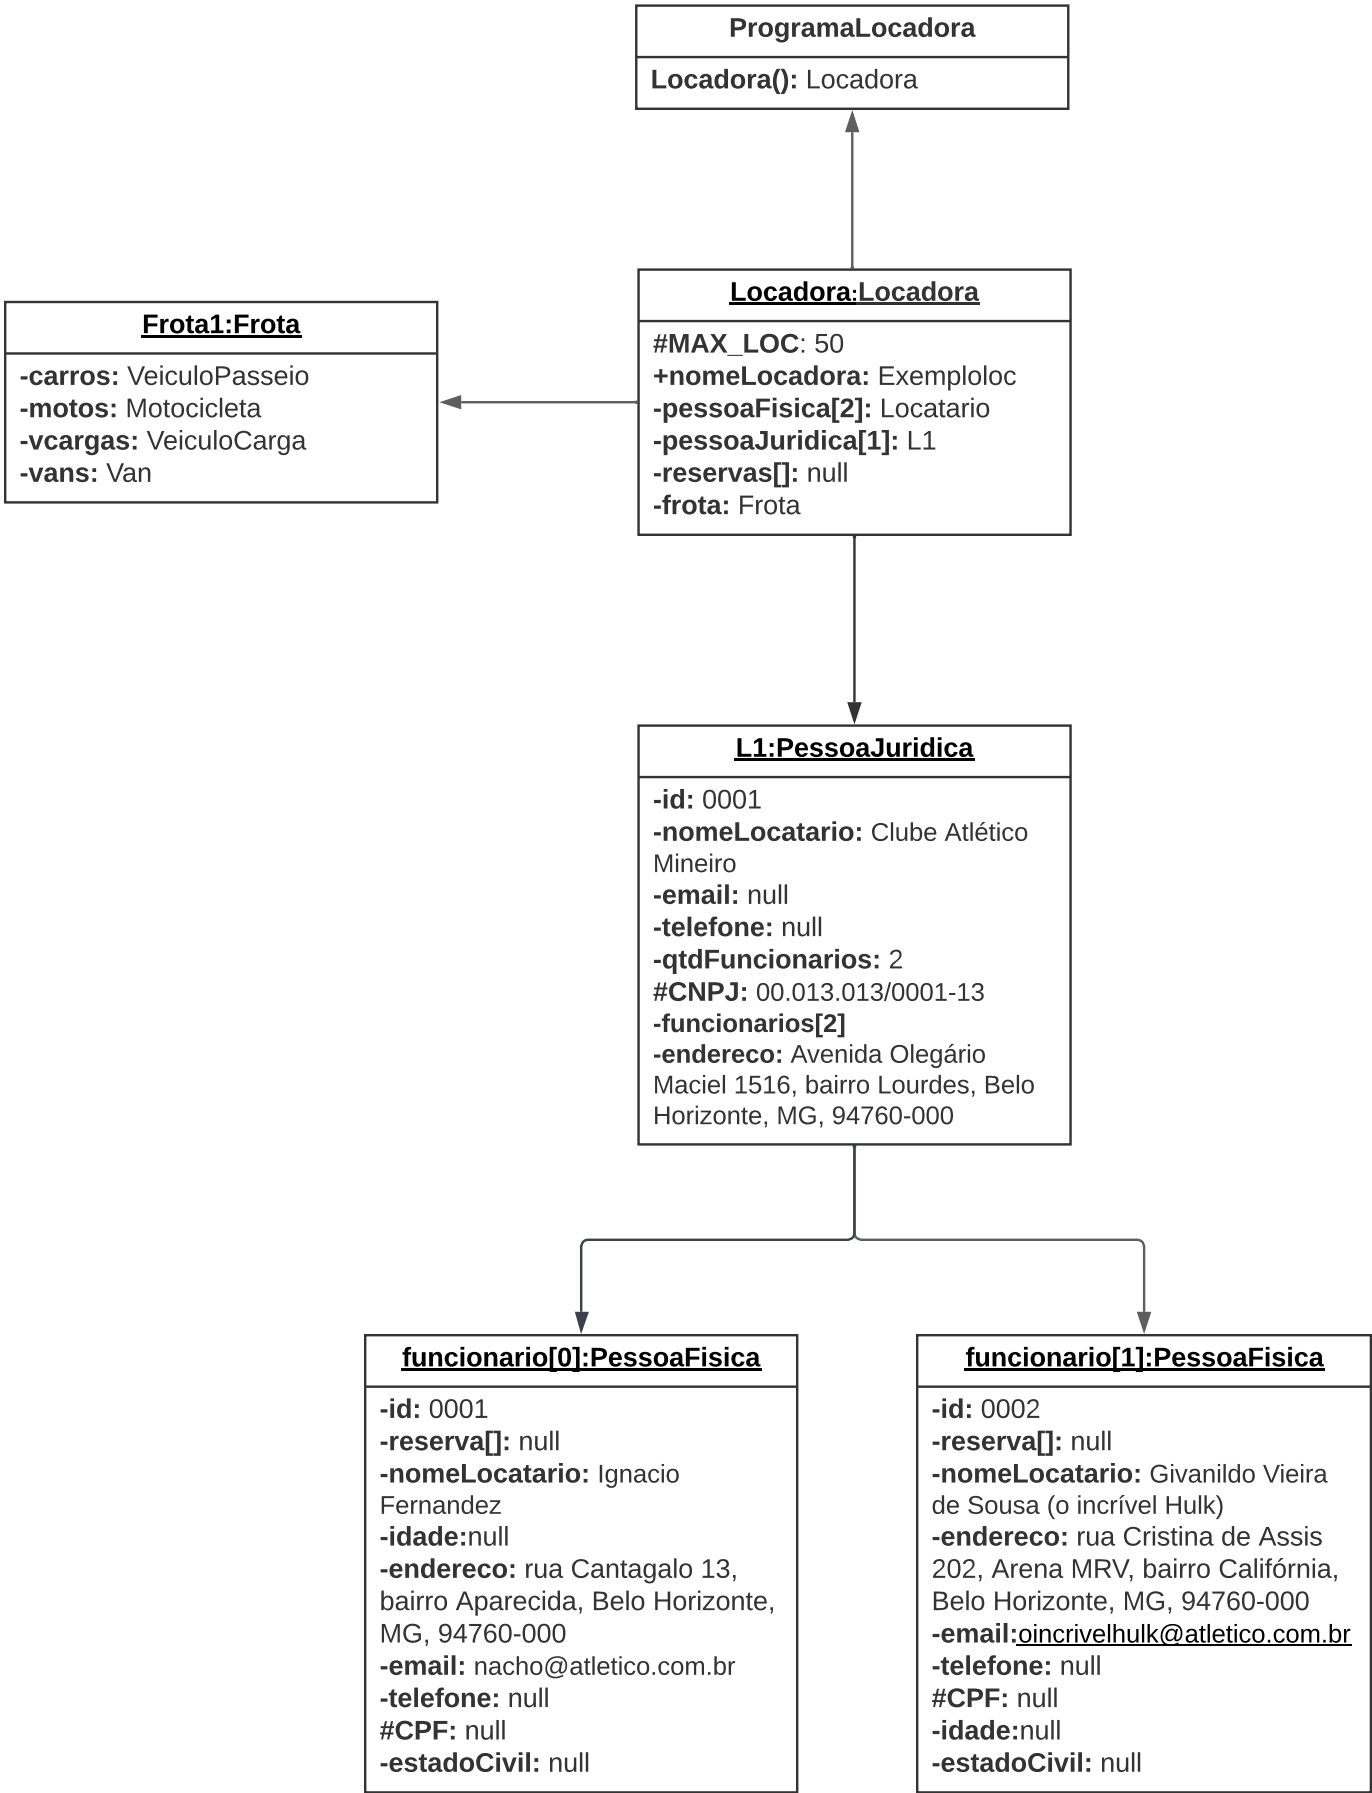 ProgramaLocadora
Locadora(): Locadora
Locadora:Locadora
#MAX_LOC: 50
+nomeLocadora: Exemploloc
-pessoaFisica[2]: Locatario
-pessoaJuridica[1]: L1
-reservas[]: null
-frota: Frota
Frota1:Frota
-carros: VeiculoPasseio
-motos: Motocicleta
-vcargas: VeiculoCarga
-vans: Van
L1:PessoaJuridica
-id: 0001
-nomeLocatario: Clube Atlético
Mineiro
-email: null
-telefone: null
-qtdFuncionarios: 2
#CNPJ: 00.013.013/0001-13
-funcionarios[2]
-endereco: Avenida Olegário
Maciel 1516, bairro Lourdes, Belo
Horizonte, MG, 94760-000
funcionario[0]:PessoaFisica
-id: 0001
-reserva[]: null
-nomeLocatario: Ignacio
Fernandez
-idade:null
-endereco: rua Cantagalo 13,
bairro Aparecida, Belo Horizonte,
MG, 94760-000
-email: nacho@atletico.com.br
-telefone: null
#CPF: null
-estadoCivil: null
funcionario[1]:PessoaFisica
-id: 0002
-reserva[]: null
-nomeLocatario: Givanildo Vieira
de Sousa (o incrível Hulk)
-endereco: rua Cristina de Assis
202, Arena MRV, bairro Califórnia,
Belo Horizonte, MG, 94760-000
-email:oincrivelhulk@atletico.com.br
-telefone: null
#CPF: null
-idade:null
-estadoCivil: null